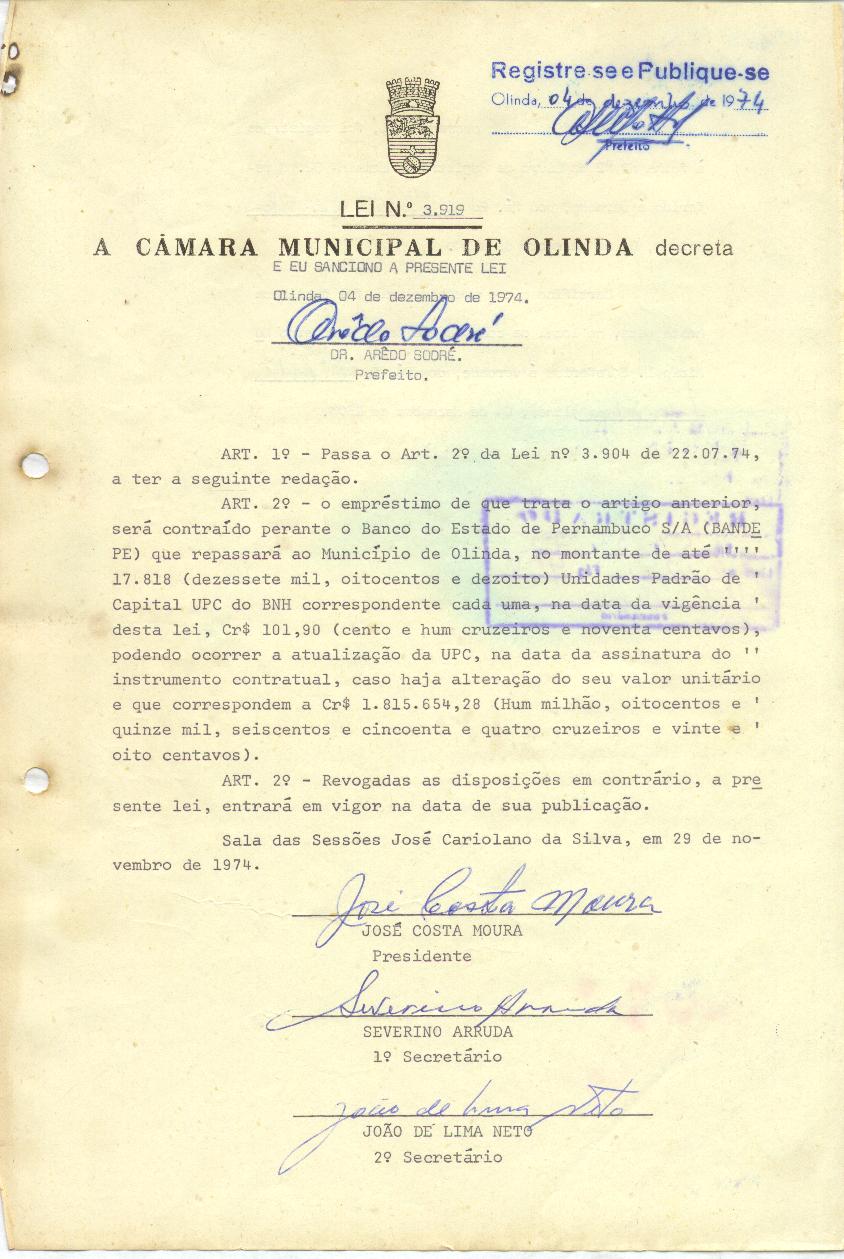 Registre-se e Publique-se
Olinda, 04 de dezembro de 1974
Prefeito
LEI N.º 3.919
A CÂMARA MUNICIPAL DE OLINDA decreta
E EU SANCIONO A PRESENTE LEI
Olinda, 04 de dezembro de 1974.
Arêdo Sodré
DR. ARÊDO SODRÉ.
Prefeito.
ART. 1º - Passa o Art. 2º da Lei nº 3.904 de 22.07.74,
a ter a seguinte redação.
ART. 2º - o empréstimo de que trata o artigo anterior,
será contraído perante o Banco do Estado de Pernambuco S/A (BANDE
PE) que repassará ao Município de Olinda, no montante de até ''''
17.818 (dezessete mil, oitocentos e dezoito) Unidades Padrão de '
Capital UPC do BNH correspondente cada uma, na data da vigência '
desta lei, Cr$ 101,90 (cento e hum cruzeiros e noventa centavos),
podendo ocorrer a atualização da UPC, na data da assinatura do ''
instrumento contratual, caso haja alteração do seu valor unitário
e que correspondem a Cr$ 1.815.654,28 (Hum milhão, oitocentos e '
quinze mil, seiscentos e cincoenta e quatro cruzeiros e vinte e '
oito centavos).
ART. 2º - Revogadas as disposições em contrário, a pre
sente lei, entrará em vigor na data de sua publicação.
Sala das Sessões José Cariolano da Silva, em 29 de no-
vembro de 1974.
José Costa Moura
JOSÉ COSTA MOURA
Presidente
Severino Arruda
SEVERINO ARRUDA
1º Secretário
João de Lima Neto
JOÃO DE LIMA NETO
2º Secretário